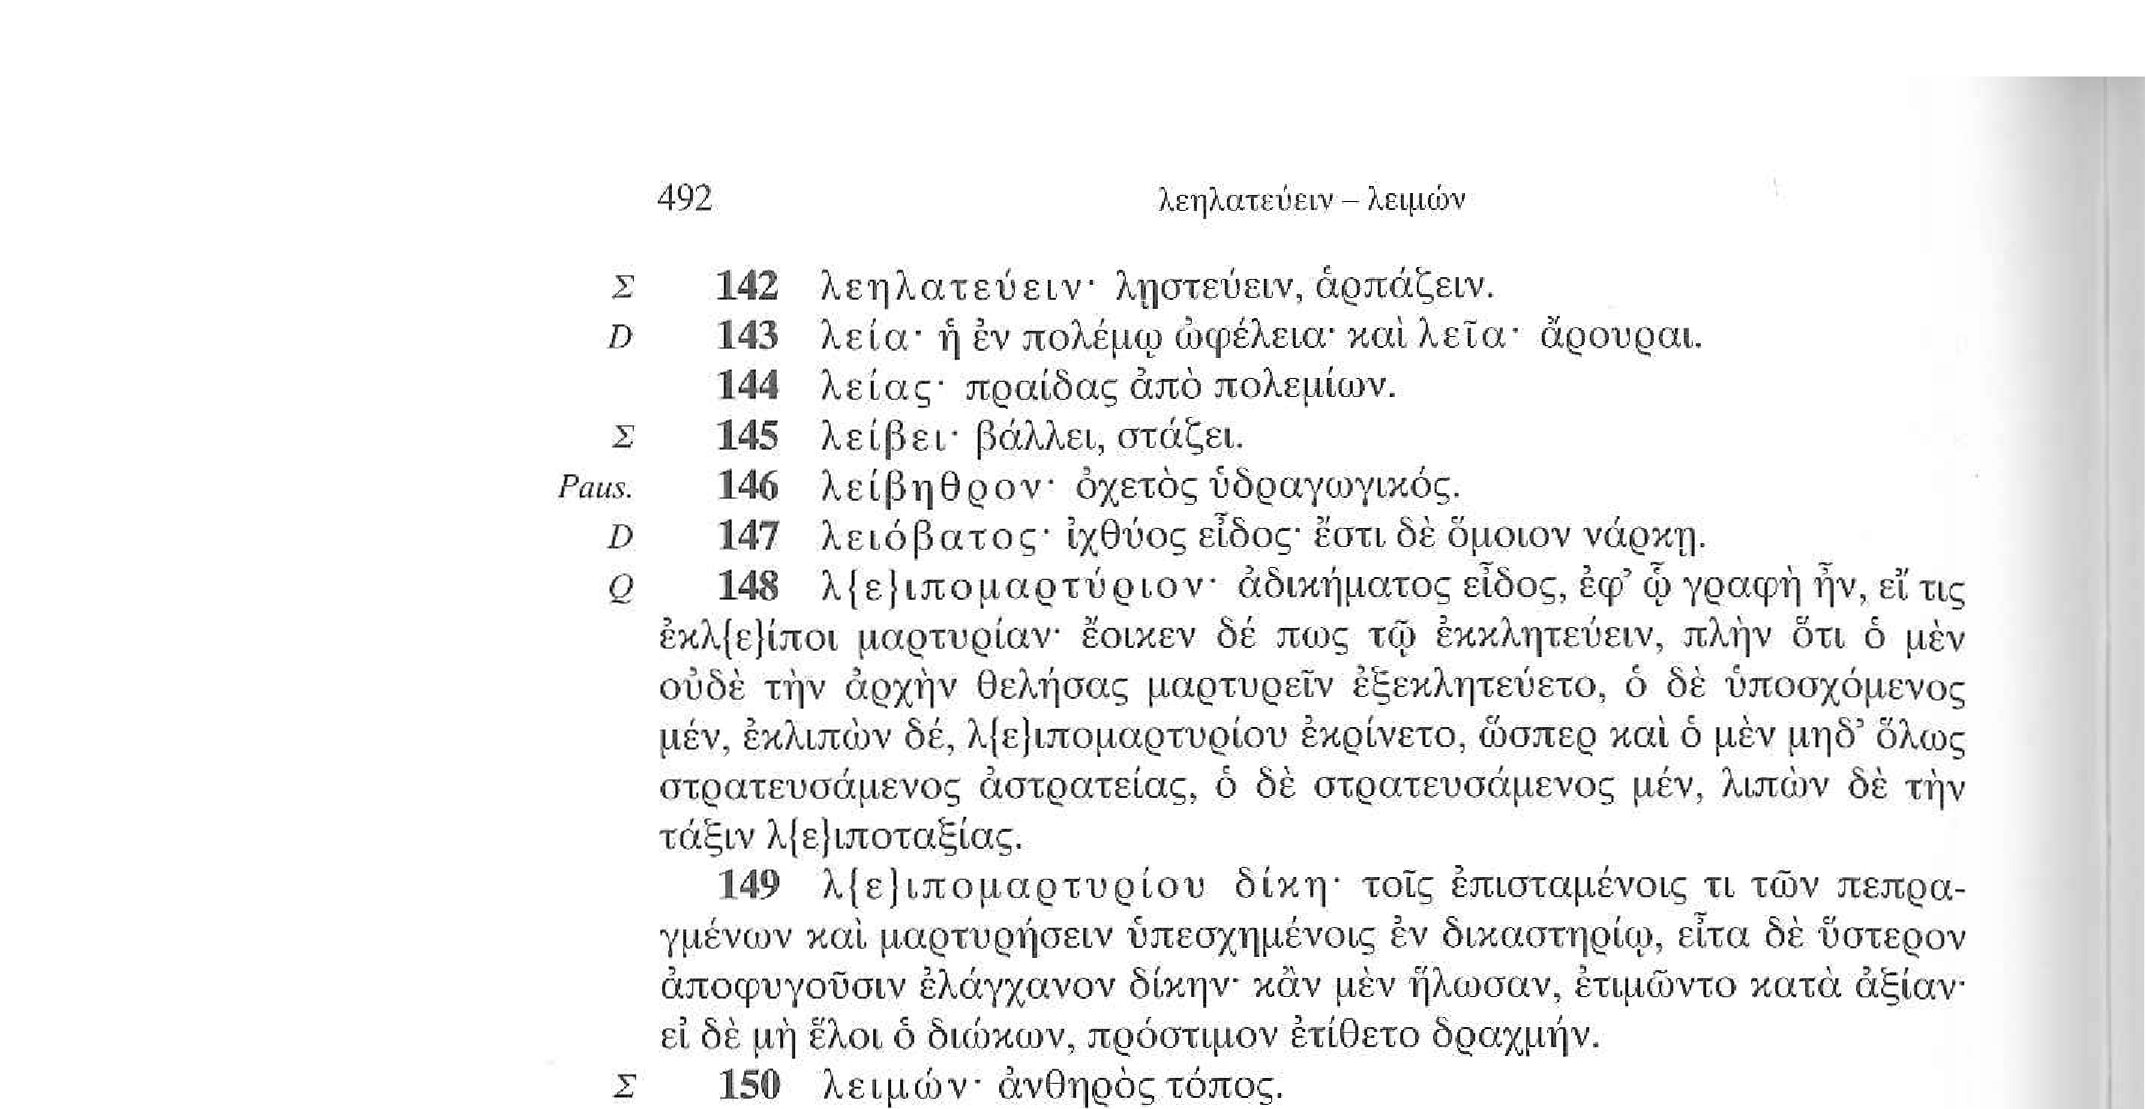 492 λεηλατεύειν – λειμών
Σ 142 λεηλατεύειν· λῃστεύειν, ἁρπάζειν.
D 143 λεία· ἡ ἐν πολέμῳ ὠφέλεια· καὶ λεῖα· ἄρουραι.
144 λείας· πραίδας ἀπὸ πολεμίων.
Σ 145 λείβει· βάλλει, στάζει.
Paus. 146 λείβηθρον· ὀχετὸς ὑδραγωγικός.
D 147 λειόβατος· ἰχθύος εἶδος· ἔστι δὲ ὅμοιον νάρκῃ.
Q 148 λ{ε}ιπομαρτύριον· ἀδικήματος εἶδος, ἐφ’ ᾧ γραφὴ ἦν, εἴ τις
ἐκλ{ε}ίποι μαρτυρίαν· ἔοικεν δέ πως τῷ ἐκκλητεύειν, πλὴν ὅτι ὁ μὲν
οὐδὲ τὴν ἀρχὴν θελήσας μαρτυρεῖν ἐξεκλητεύετο, ὁ δὲ ὑποσχόμενος
μέν, ἐκλιπὼν δέ, λ{ε}ιπομαρτυρίου ἐκρίνετο, ὥσπερ καὶ ὁ μὲν μηδ’ ὅλως
στρατευσάμενος ἀστρατείας, ὁ δὲ στρατευσάμενος μέν, λιπὼν δὲ τὴν
τάξιν λ{ε}ιποταξίας.
149 λ{ε}ιπομαρτυρίου δίκη· τοῖς ἐπισταμένοις τι τῶν πεπρα-
γμένων καὶ μαρτυρήσειν ὑπεσχημένοις ἐν δικαστηρίῳ, εἶτα δὲ ὕστερον
ἀποφυγοῦσιν ἐλάγχανον δίκην· κἂν μὲν ἥλωσαν, ἐτιμῶντο κατὰ ἀξίαν·
εἰ δὲ μὴ ἕλοι ὁ διώκων, πρόστιμον ἐτίθετο δραχμήν.
Σ 150 λειμών· ἀνθηρὸς τόπος.